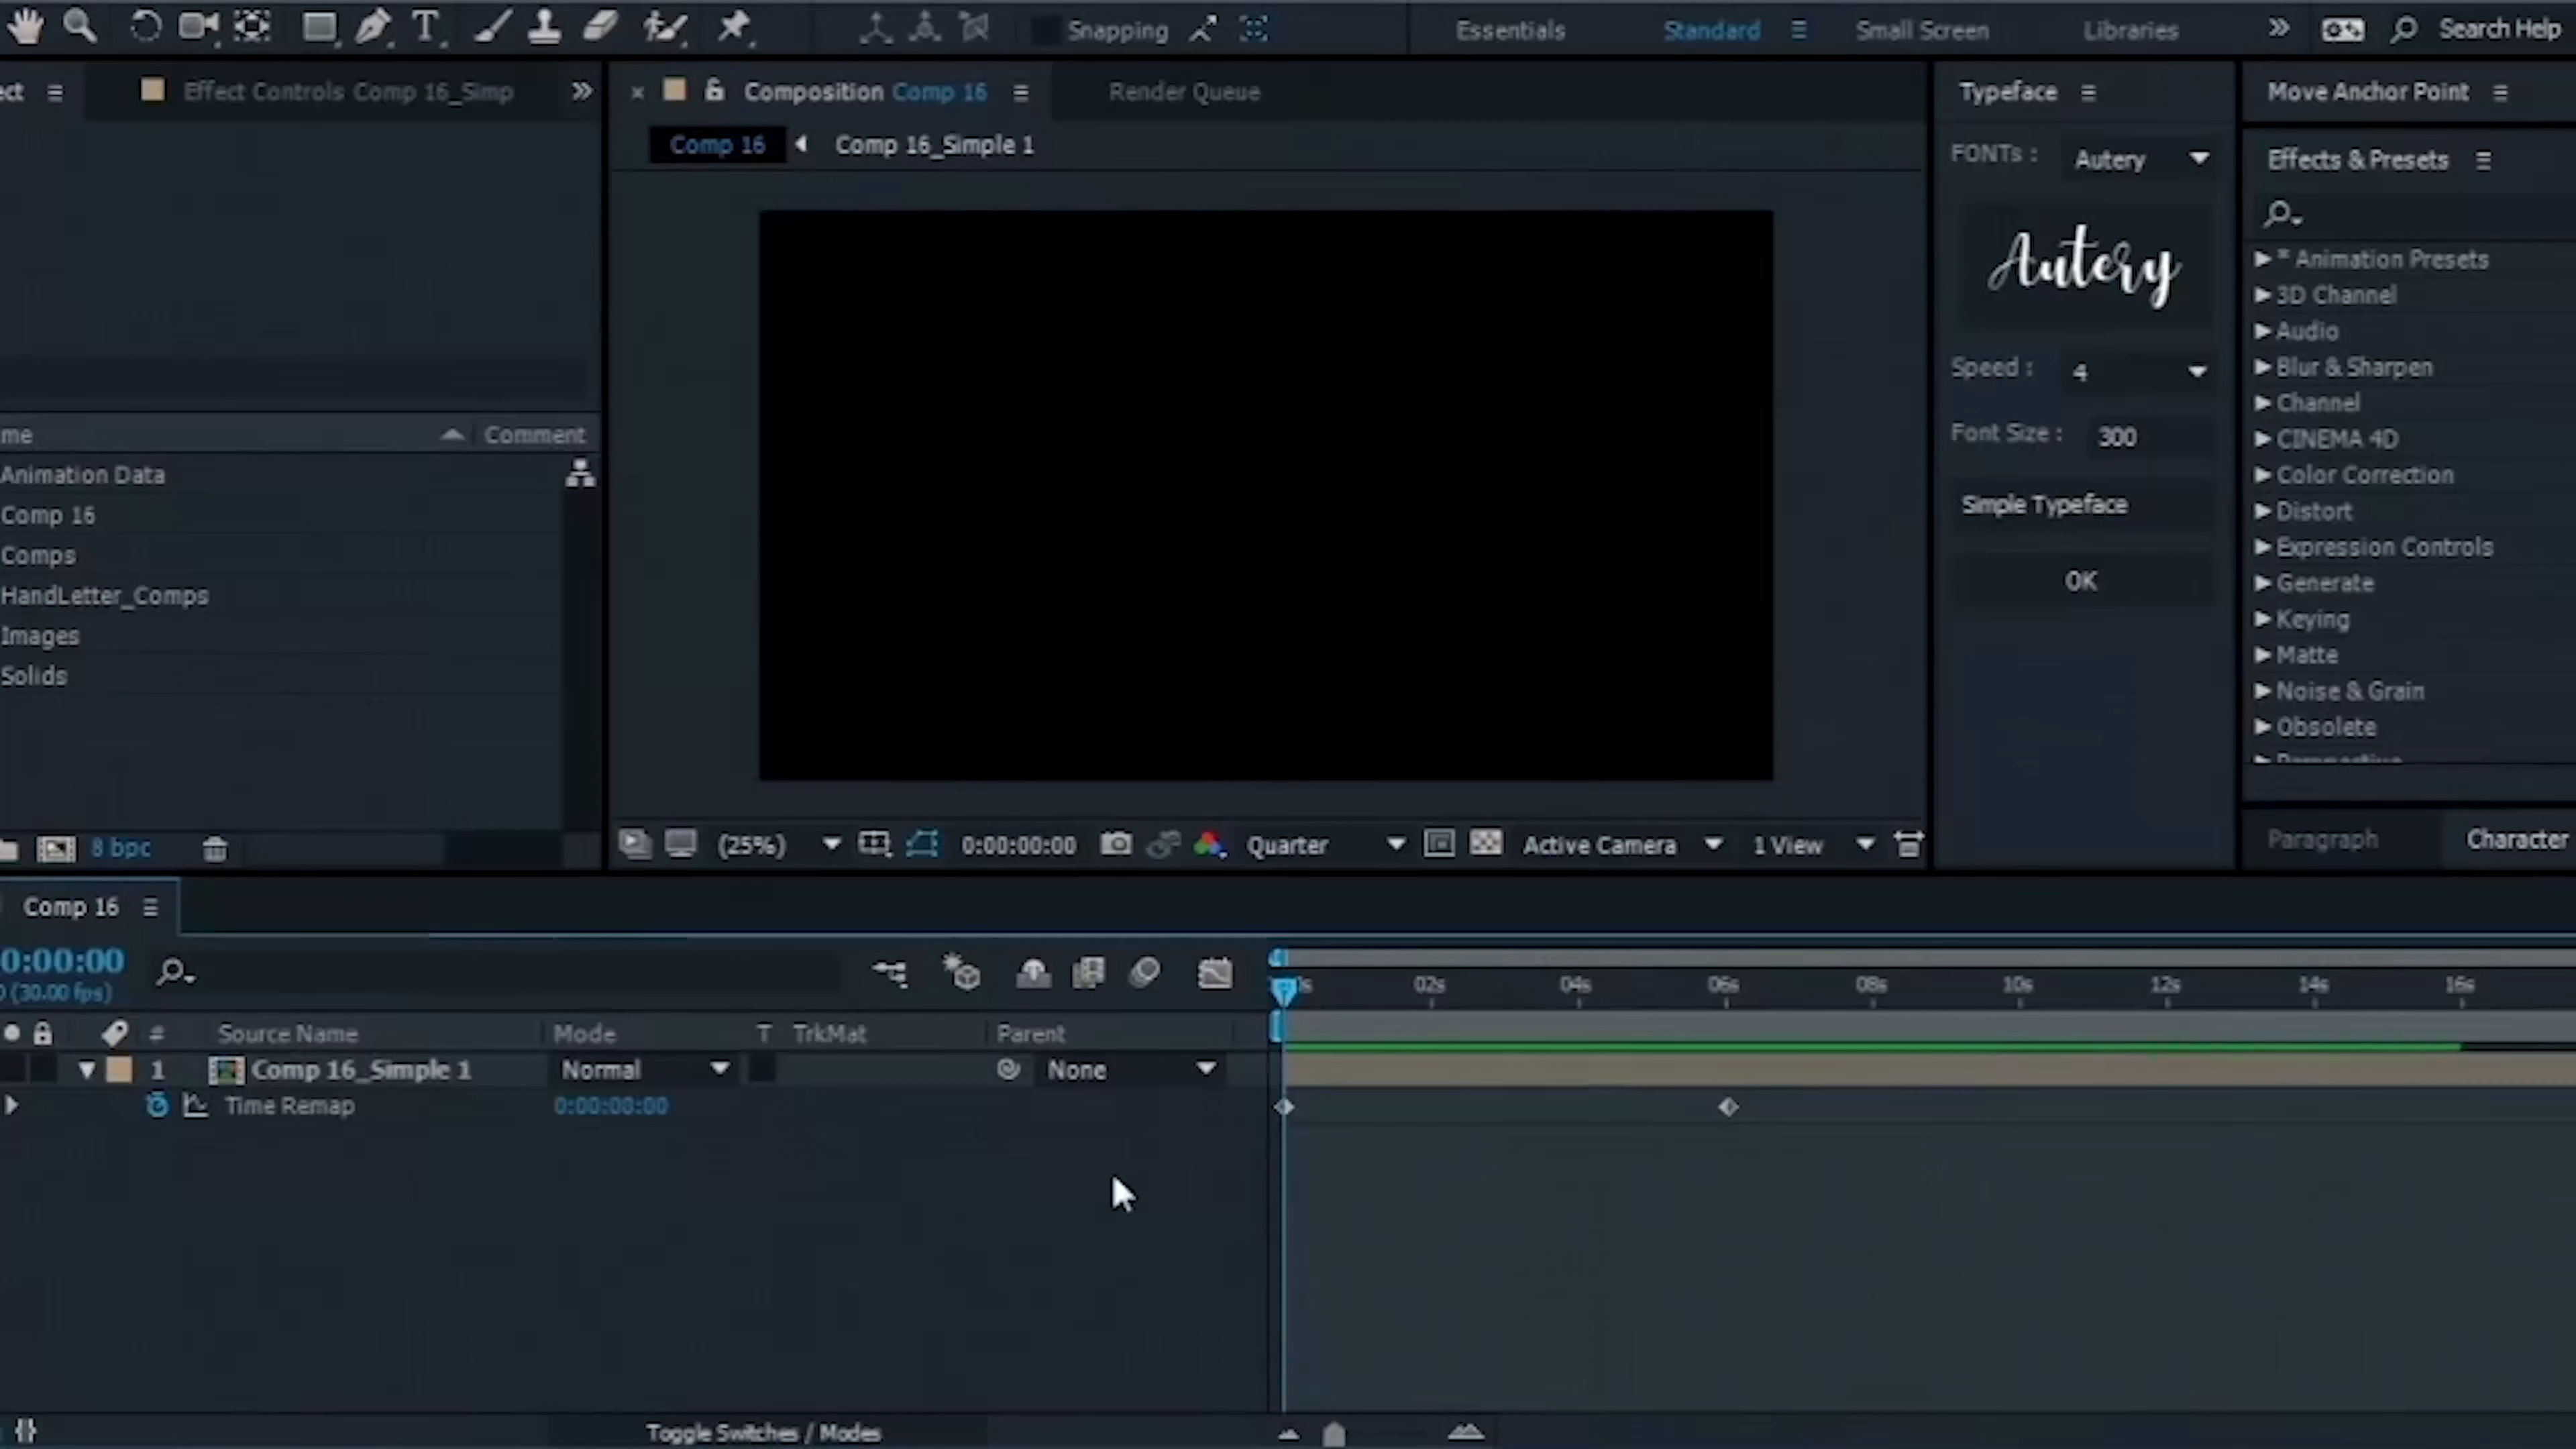 Snapping
Essentials
Standard
Small Screen
Libraries
Search Help
Effect Controls Comp 16_Simp
Composition Comp 16
Render Queue
Comp 16
Comp 16_Simple 1
Typeface
FONTs :
Autery
Autery
Speed :
4
Font Size :
300
Simple Typeface
OK
Move Anchor Point
Effects & Presets
* Animation Presets
3D Channel
Audio
Blur & Sharpen
Channel
CINEMA 4D
Color Correction
Distort
Expression Controls
Generate
Keying
Matte
Noise & Grain
Obsolete
Paragraph
Character
me
Comment
Animation Data
Comp 16
Comps
HandLetter_Comps
Images
Solids
8 bpc
(25%)
0:00:00:00
Quarter
Active Camera
1 View
Comp 16
0:00:00
(30.00 fps)
02s
04s
06s
08s
10s
12s
14s
16s
# Source Name
Mode
T TrkMat
Parent
1
Comp 16_Simple 1
Normal
None
Time Remap
0:00:00:00
Toggle Switches / Modes